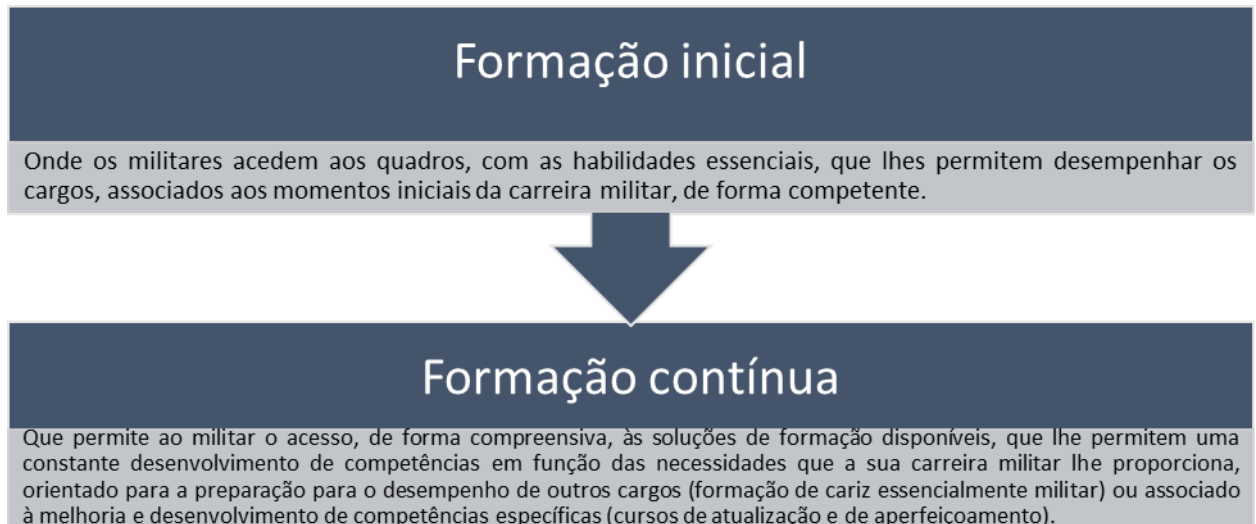 Formação inicial
Onde os militares acedem aos quadros, com as habilidades essenciais, que lhes permitem desempenhar os
cargos, associados aos momentos iniciais da carreira militar, de forma competente.
Formação contínua
Que permite ao militar o acesso, de forma compreensiva, às soluções de formação disponíveis, que lhe permitem uma
constante desenvolvimento de competências em função das necessidades que a sua carreira militar lhe proporciona,
orientado para a preparação para o desempenho de outros cargos (formação de cariz essencialmente militar) ou associado
à melhoria e desenvolvimento de competências específicas (cursos de atualização e de aperfeiçoamento).